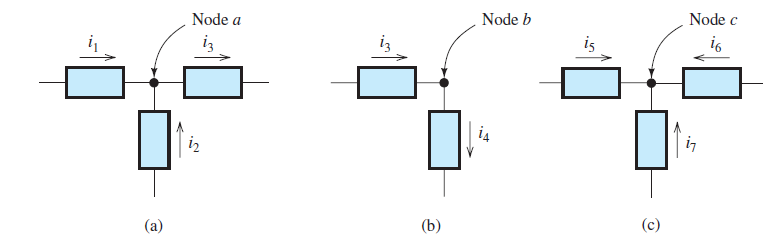 Node a
i1
i3
i2
(a)
Node b
i3
i4
(b)
Node c
i5
i6
i7
(c)